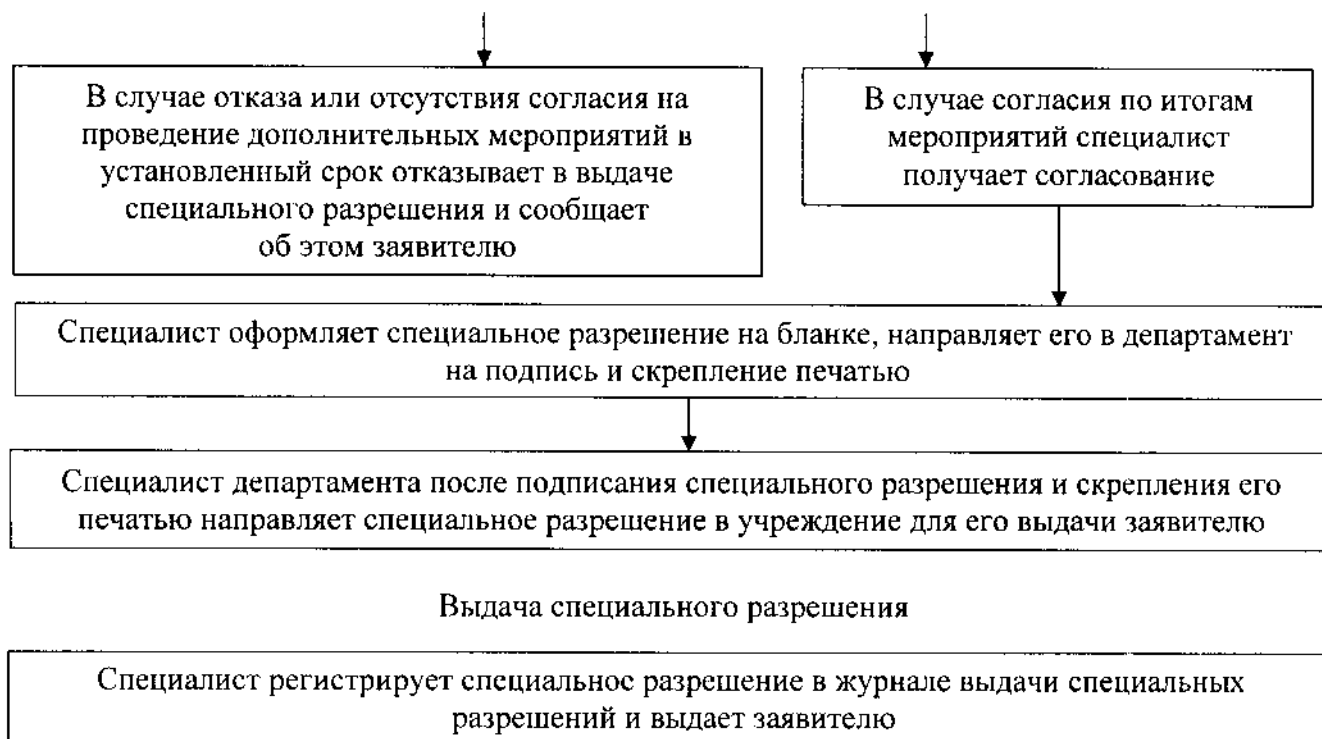 В случае отказа или отсутствия согласия на
проведение дополнительных мероприятий в
установленный срок отказывает в выдаче
специального разрешения и сообщает
об этом заявителю
В случае согласия по итогам
мероприятий специалист
получает согласование
Специалист оформляет специальное разрешение на бланке, направляет его в департамент
на подпись и скрепление печатью
Специалист департамента после подписания специального разрешения и скрепления его
печатью направляет специальное разрешение в учреждение для его выдачи заявителю
Выдача специального разрешения
Специалист регистрирует специальное разрешение в журнале выдачи специальных
разрешений и выдает заявителю